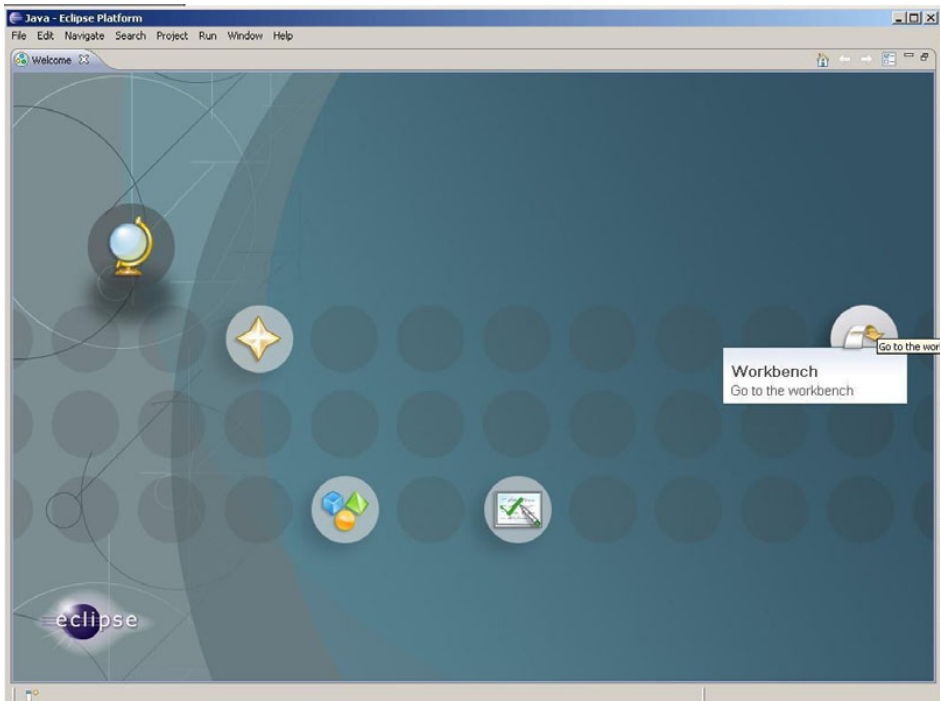 Java - Eclipse Platform
File Edit Navigate Search Project Run Window Help
Welcome
Go to the wor
Workbench
Go to the workbench
eclipse